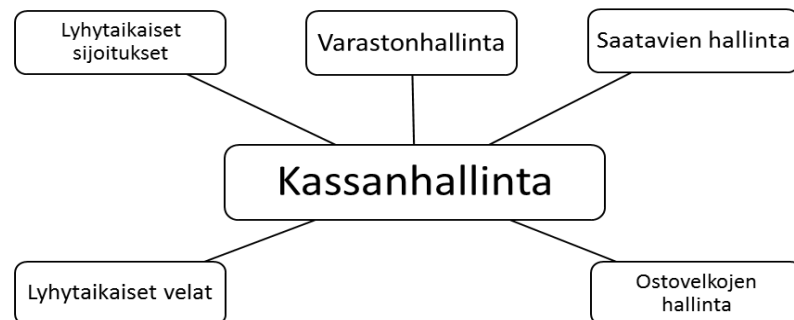 Lyhytaikaiset
sijoitukset
Varastonhallinta
Saatavien hallinta
Kassanhallinta
Lyhytaikaiset velat
Ostovelkojen
hallinta